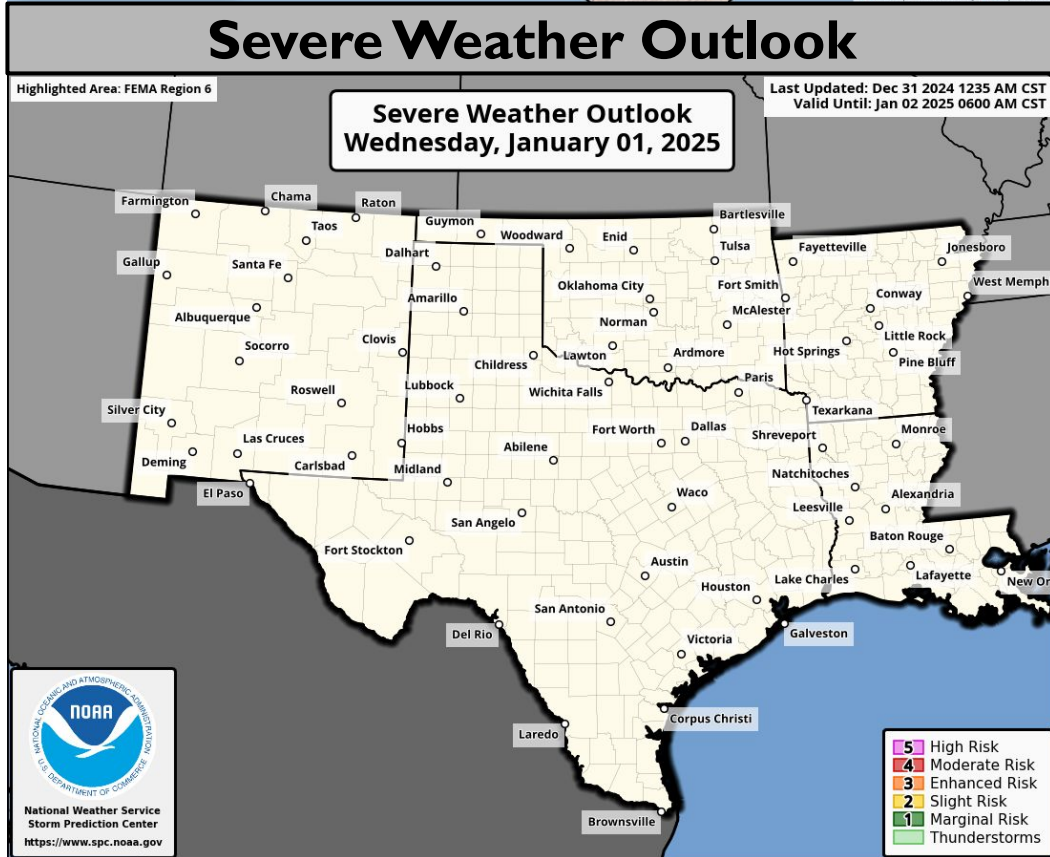 Severe Weather Outlook
Highlighted Area: FEMA Region 6
Last Updated: Dec 31 2024 1235 AM CST
Valid Until: Jan 02 2025 0600 AM CST
Severe Weather Outlook
Wednesday, January 01, 2025
Farmington
Chama
Raton
Taos
Guymon
Woodward
Enid
Bartlesville
Tulsa
Fayetteville
Jonesboro
Gallup
Santa Fe
Dalhart
Oklahoma City
Fort Smith
West Memph
Albuquerque
Amarillo
Norman
McAlester
Conway
Socorro
Clovis
Childress
Lawton
Ardmore
Hot Springs
Little Rock
Pine Bluff
Roswell
Lubbock
Wichita Falls
Paris
Silver City
Texarkana
Deming
Las Cruces
Carlsbad
Hobbs
Midland
Abilene
Fort Worth
Dallas
Shreveport
Monroe
El Paso
San Angelo
Waco
Natchitoches
Leesville
Alexandria
Fort Stockton
Baton Rouge
Austin
Houston
Lake Charles
Lafayette
New Or
San Antonio
Del Rio
Victoria
Galveston
Laredo
Corpus Christi
Brownsville
NATIONAL OCEANIC AND ATMOSPHERIC ADMINISTRATION
NOAA
U.S. DEPARTMENT OF COMMERCE
National Weather Service
Storm Prediction Center
https://www.spc.noaa.gov
5 High Risk
4 Moderate Risk
3 Enhanced Risk
2 Slight Risk
1 Marginal Risk
Thunderstorms